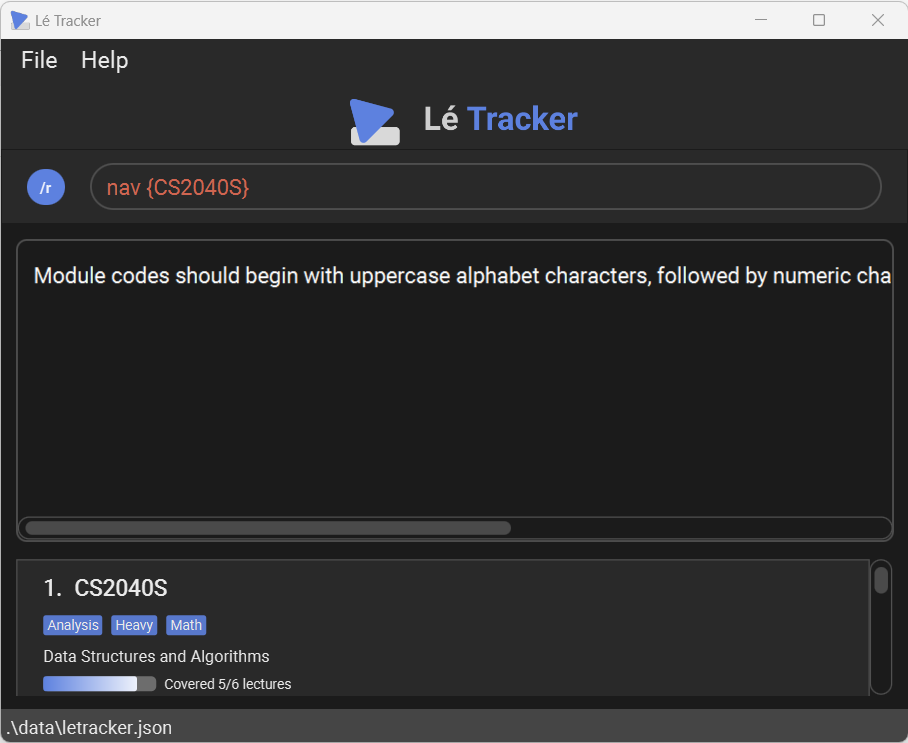 Lé Tracker
File Help
Lé Tracker
/r nav {CS2040S}
Module codes should begin with uppercase alphabet characters, followed by numeric cha
1. CS2040S
Analysis Heavy Math
Data Structures and Algorithms
Covered 5/6 lectures
.\data\letracker.json